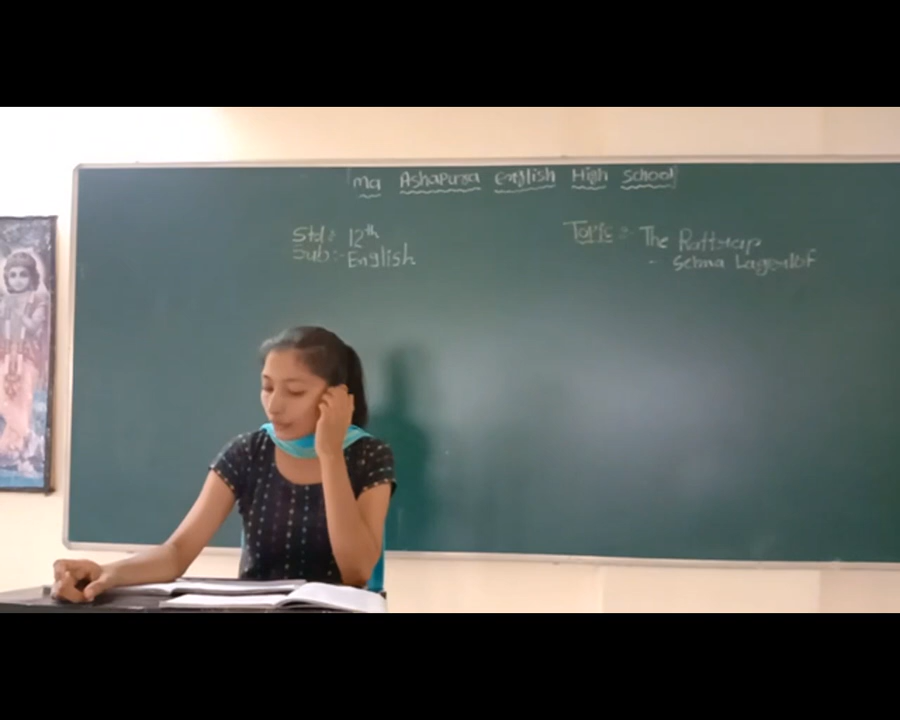 Ma Ashapura English High School
Std :- 12th
Sub :- English
Topic :- The Rattrap
- Selma Lagerlof